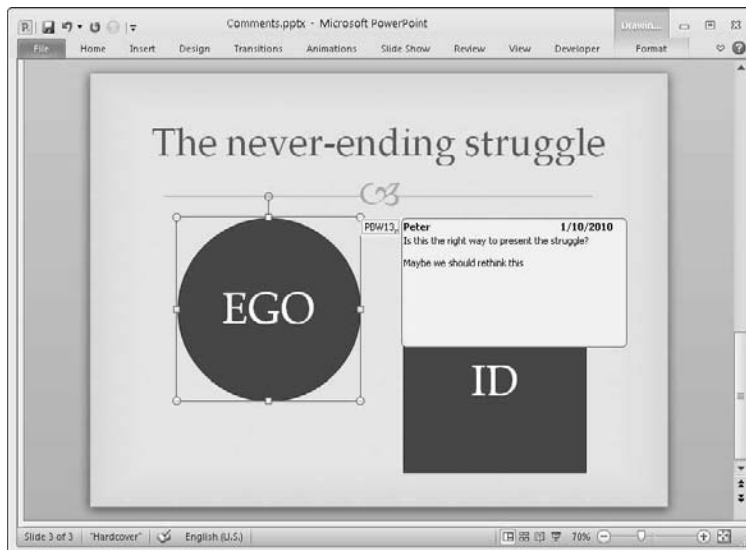 Comments.pptx - Microsoft PowerPoint
Drawin...
File Home Insert Design Transitions Animations Slide Show Review View Developer Format
The never-ending struggle
EGO
Peter 1/10/2010
Is this the right way to present the struggle?
Maybe we should rethink this
ID
Slide 3 of 3 "Hardcover" English (U.S.) 70%